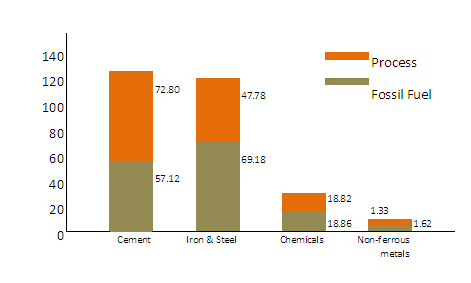 140
120
100
80
60
40
20
0
72.80
57.12
47.78
69.18
18.82
18.86
1.33
1.62
Process
Fossil Fuel
Cement
Iron & Steel
Chemicals
Non-ferrous
metals